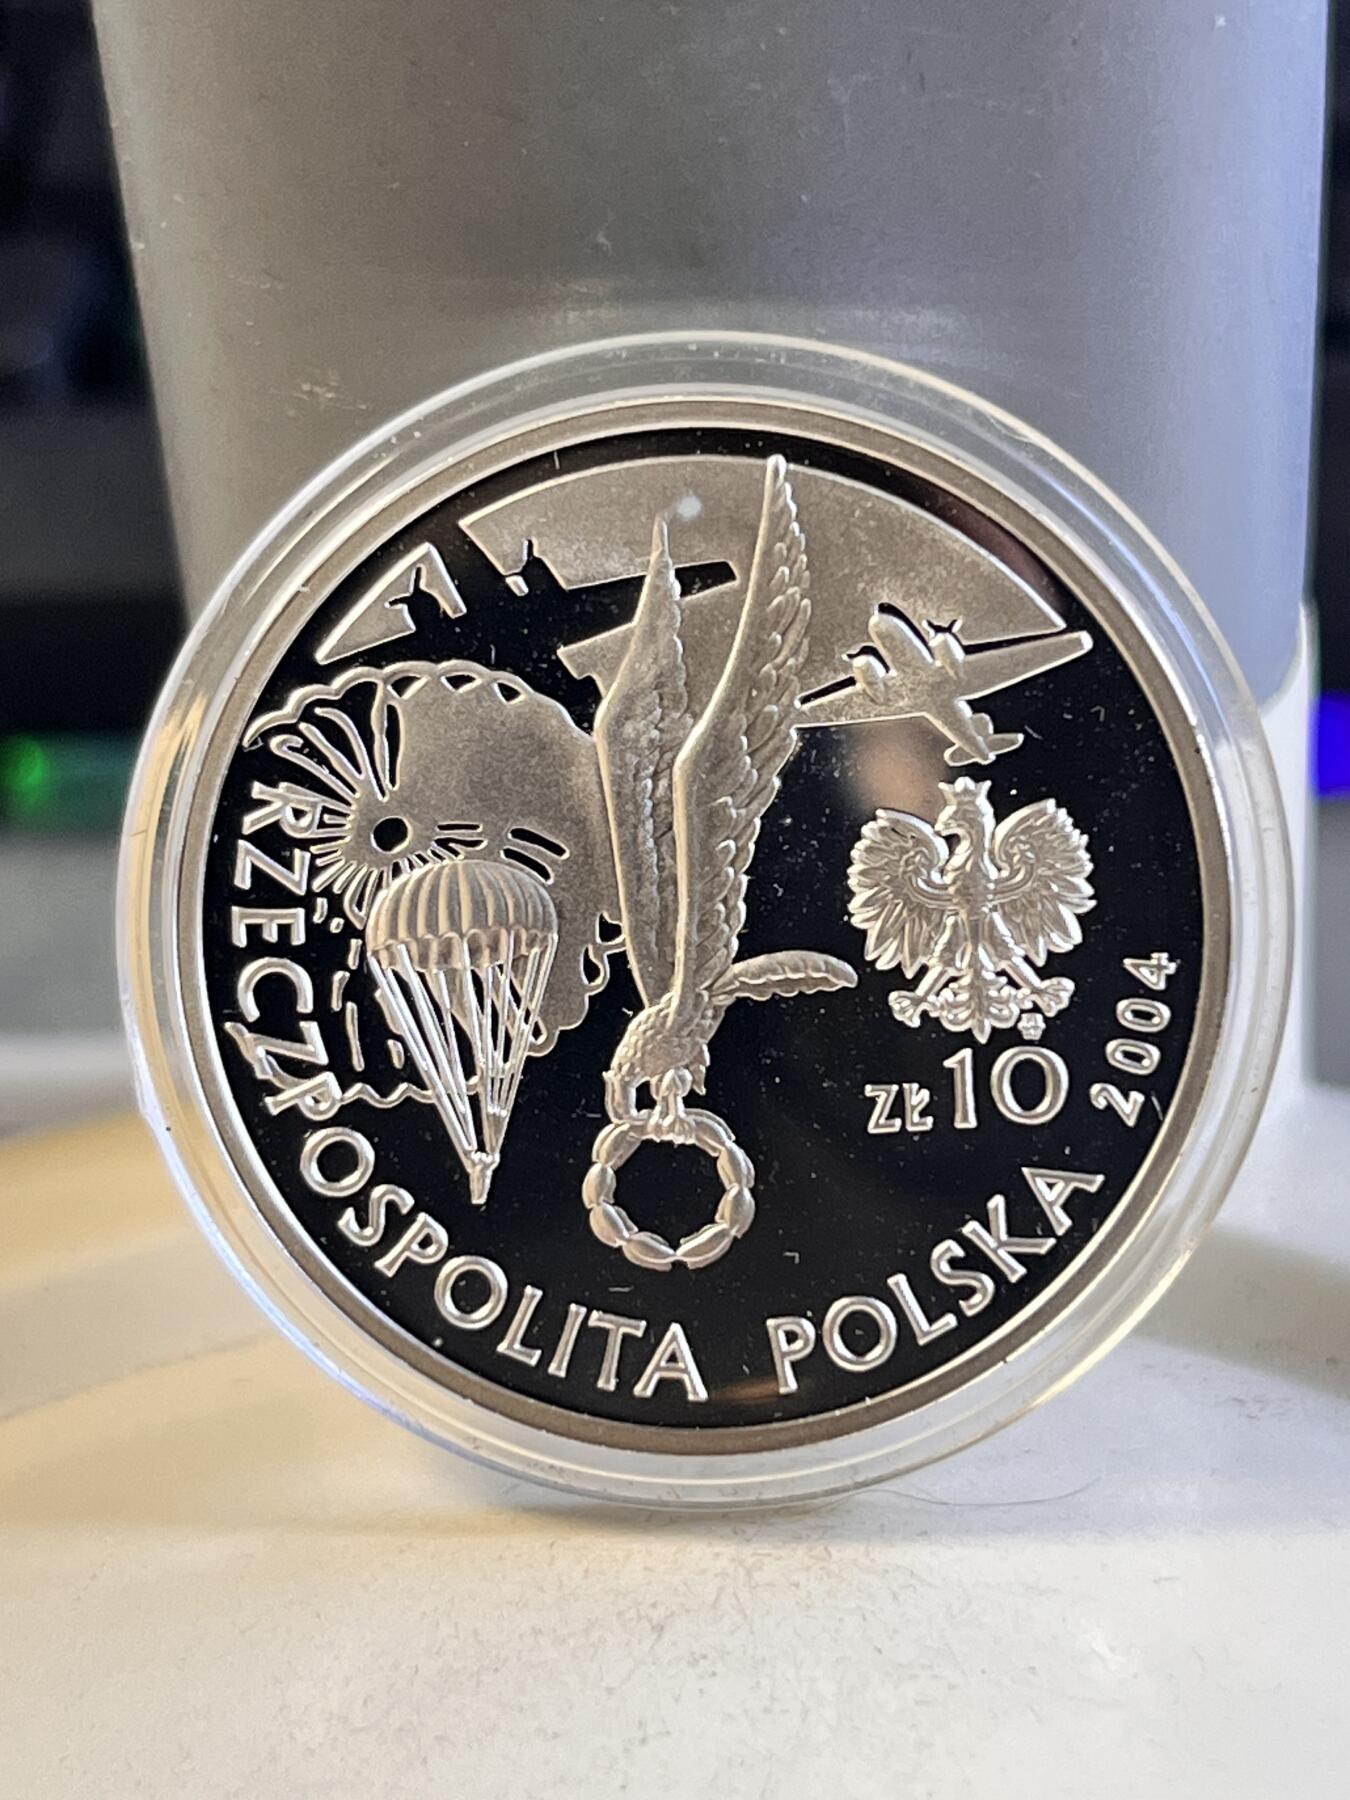 RZECZPOSPOLITA POLSKA 2004
ZŁ 10